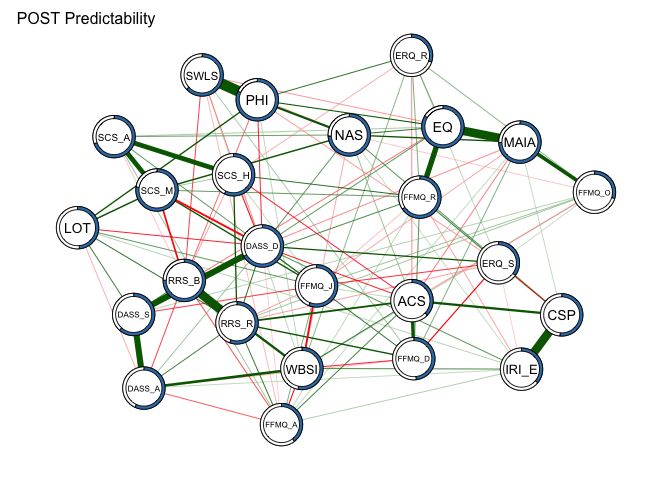 POST Predictability
ERQ_R
SWLS
PHI
EQ
NAS
SCS_A
MAIA
SCS_H
SCS_M
FFMQ_O
FFMQ_R
LOT
DASS_D
ERQ_S
RRS_B
FFMQ_J
ACS
DASS_S
CSP
RRS_R
FFMQ_D
WBSI
IRI_E
DASS_A
FFMQ_A